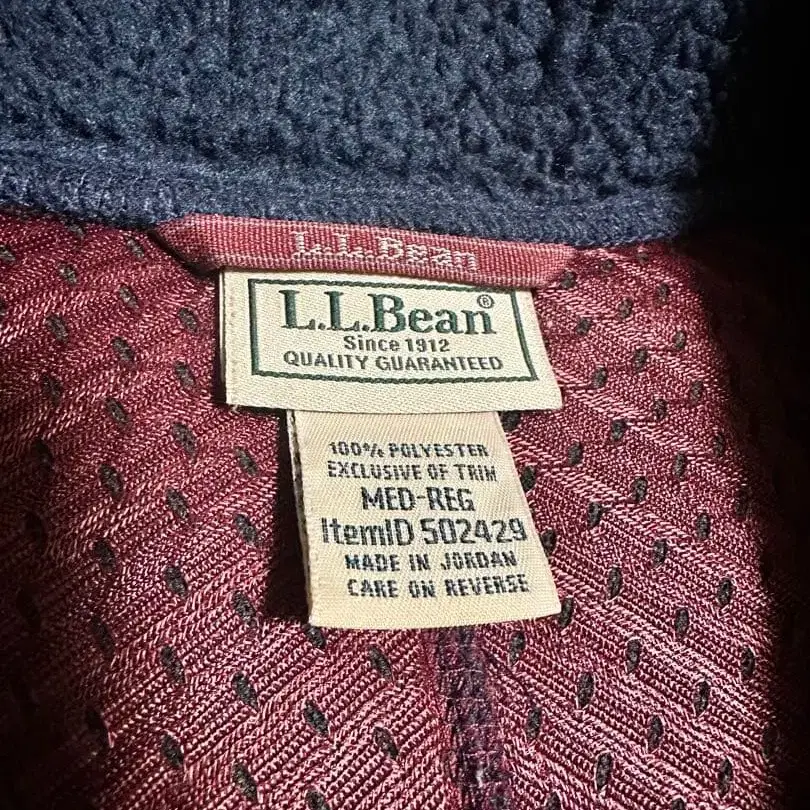 L.L.Bean
L.L.Bean®
Since 1912
QUALITY GUARANTEED
100% POLYESTER
EXCLUSIVE OF TRIM
MED-REG
ItemID 502429
MADE IN JORDAN
CARE ON REVERSE